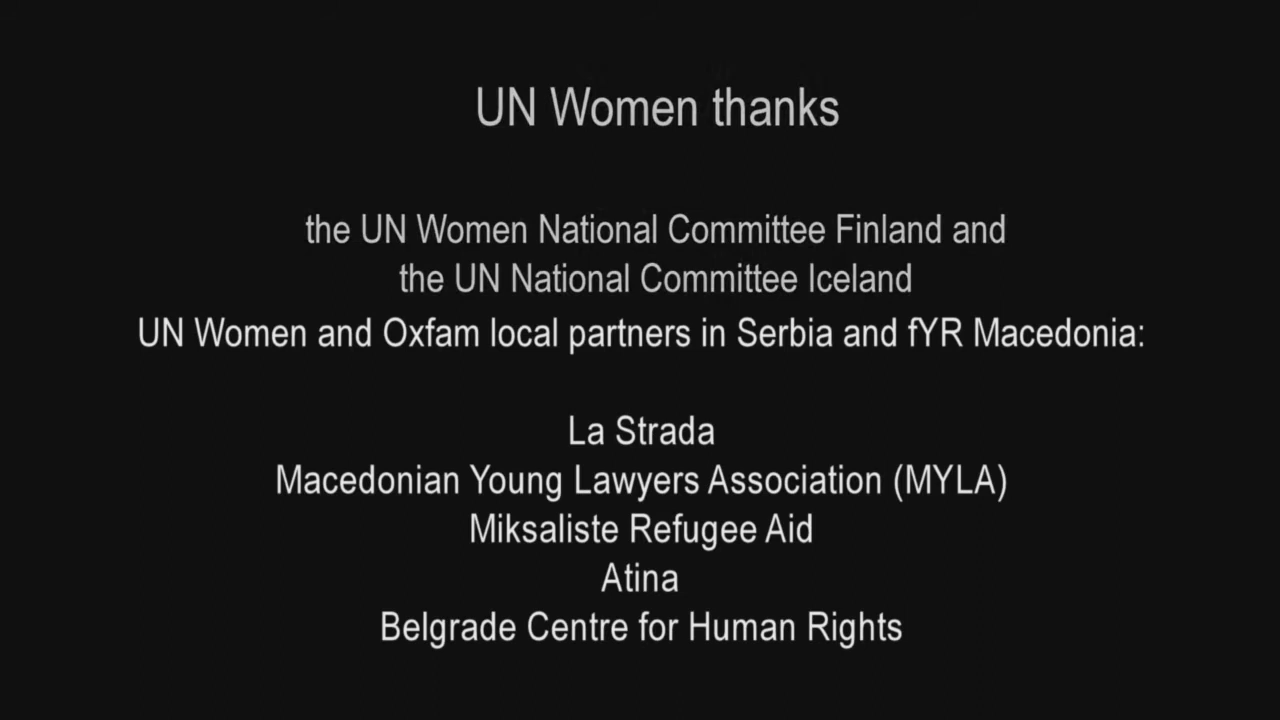 UN Women thanks
the UN Women National Committee Finland and
the UN National Committee Iceland
UN Women and Oxfam local partners in Serbia and fYR Macedonia:
La Strada
Macedonian Young Lawyers Association (MYLA)
Miksaliste Refugee Aid
Atina
Belgrade Centre for Human Rights